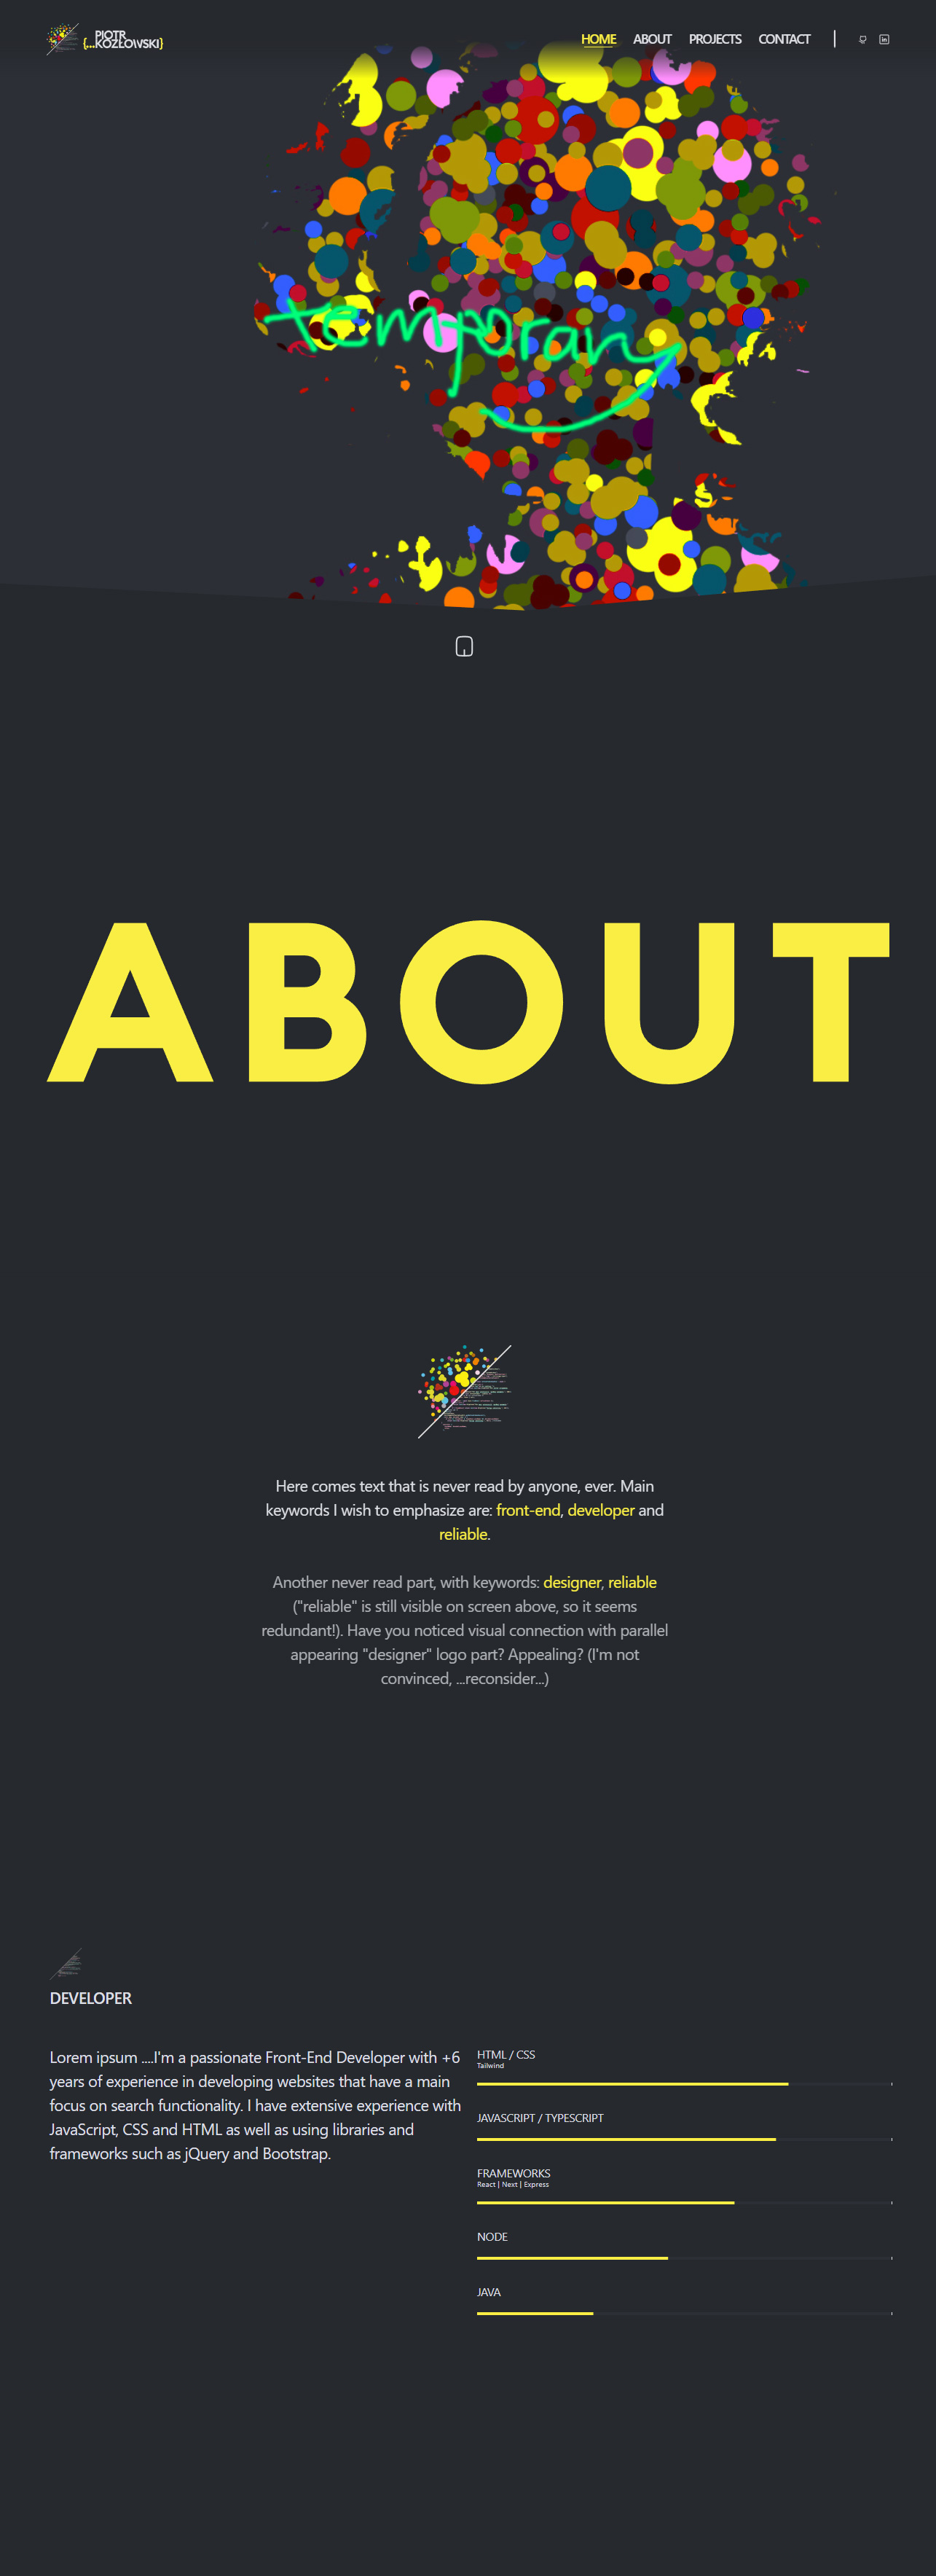 PIOTR
{...KOZŁOWSKI}
HOME ABOUT PROJECTS CONTACT
temporary
ABOUT
Here comes text that is never read by anyone, ever. Main
keywords I wish to emphasize are: front-end, developer and
reliable.
Another never read part, with keywords: designer, reliable
("reliable" is still visible on screen above, so it seems
redundant!). Have you noticed visual connection with parallel
appearing "designer" logo part? Appealing? (I'm not
convinced, ...reconsider...)
DEVELOPER
Lorem ipsum ....I'm a passionate Front-End Developer with +6
years of experience in developing websites that have a main
focus on search functionality. I have extensive experience with
JavaScript, CSS and HTML as well as using libraries and
frameworks such as jQuery and Bootstrap.
HTML / CSS
Tailwind
JAVASCRIPT / TYPESCRIPT
FRAMEWORKS
React | Next | Express
NODE
JAVA